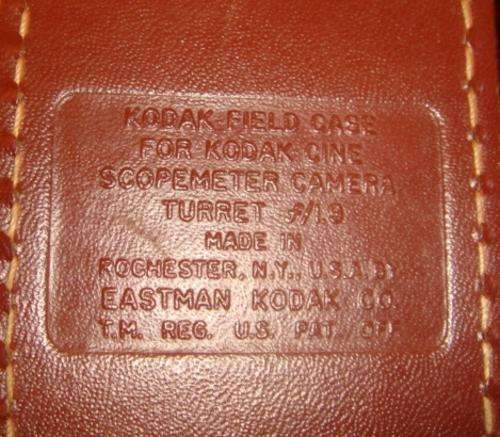 KODAK FIELD CASE
FOR KODAK CINE
SCOPEMETER CAMERA
TURRET f/1.9
MADE IN
ROCHESTER, N.Y., U.S.A. BY
EASTMAN KODAK CO.
T.M. REG. U.S. PAT. OFF.